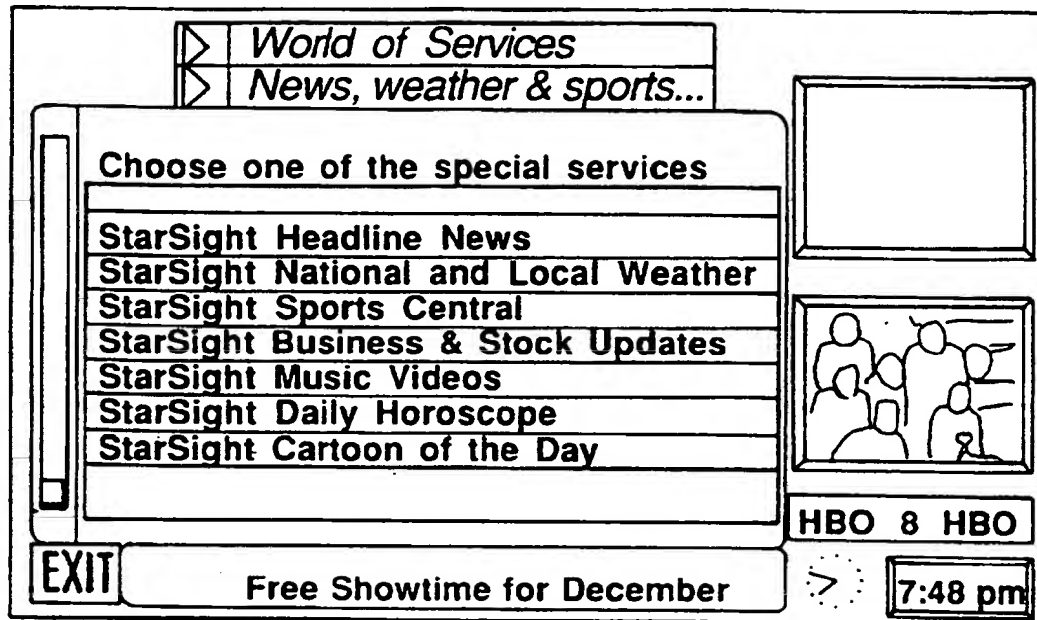 World of Services
News, weather & sports...
Choose one of the special services
StarSight Headline News
StarSight National and Local Weather
StarSight Sports Central
StarSight Business & Stock Updates
StarSight Music Videos
StarSight Daily Horoscope
StarSight Cartoon of the Day
HBO 8 HBO
EXIT
Free Showtime for December
7:48 pm